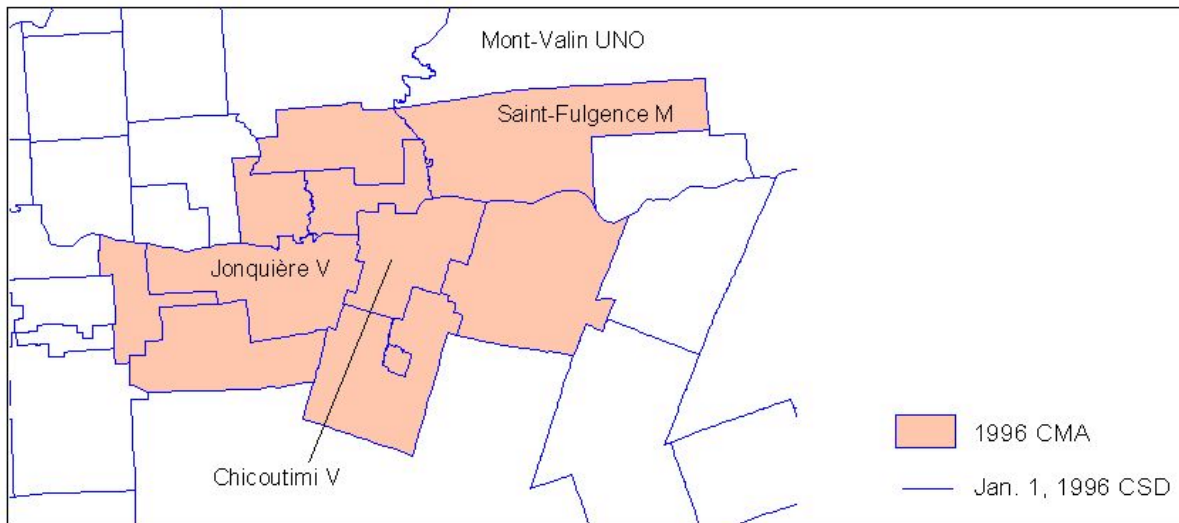 Mont-Valin UNO
Saint-Fulgence M
Jonquière V
Chicoutimi V
1996 CMA
Jan. 1, 1996 CSD